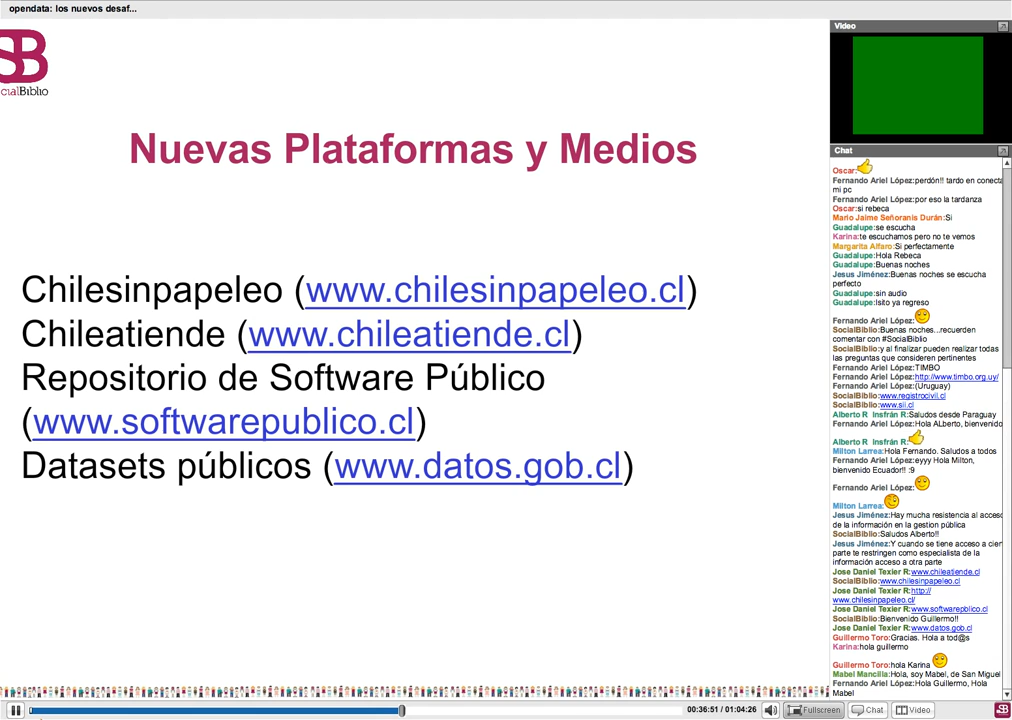 opendata: los nuevos desaf...
SB
cialBiblio
Nuevas Plataformas y Medios
Chilesinpapeleo (www.chilesinpapeleo.cl)
Chileatiende (www.chileatiende.cl)
Repositorio de Software Público
(www.softwarepublico.cl)
Datasets públicos (www.datos.gob.cl)
Video
Chat
Oscar:
Fernando Ariel López:perdón!! tardo en conecta
mi pc
Fernando Ariel López:por eso la tardanza
Oscar:si rebeca
Mario Jaime Señoranis Durán:Si
Guadalupe:se escucha
Karina:te escuchamos pero no te vemos
Margarita Alfaro:Si perfectamente
Guadalupe:Hola Rebeca
Guadalupe:Buenas noches
Jesus Jiménez:Buenas noches se escucha
perfecto
Guadalupe:sin audio
Guadalupe:lsito ya regreso
Fernando Ariel López:
SocialBiblio:Buenas noches...recuerden
comentar con #SocialBiblio
SocialBiblio:y al finalizar pueden realizar todas
las preguntas que consideren pertinentes
Fernando Ariel López:TIMBO
Fernando Ariel López:http://www.timbo.org.uy/
Fernando Ariel López:(Uruguay)
SocialBiblio:www.registrocivil.cl
SocialBiblio:www.sii.cl
Alberto R Insfrán R:Saludos desde Paraguay
Fernando Ariel López:Hola ALberto, bienvenido
Alberto R Insfrán R:
Milton Larrea:Hola Fernando. Saludos a todos
Fernando Ariel López:eyyy Hola Milton,
bienvenido Ecuador!! :9
Fernando Ariel López:
Milton Larrea:
Jesus Jiménez:Hay mucha resistencia al acceso
de la información en la gestion pública
SocialBiblio:Saludos Alberto!!
Jesus Jiménez:Y cuando se tiene acceso a cier
parte te restringen como especialista de la
información acceso a otra parte
Jose Daniel Texier R:www.chileatiende.cl
SocialBiblio:www.chilesinpapeleo.cl
Jose Daniel Texier R:http://
www.chilesinpapeleo.cl/
Jose Daniel Texier R:www.softwarepblico.cl
SocialBiblio:Bienvenido Guillermo!!
Jose Daniel Texier R:www.datos.gob.cl
Guillermo Toro:Gracias. Hola a tod@s
Karina:hola guillermo
Guillermo Toro:hola Karina
Mabel Mancilla:Hola, soy Mabel, de San Miguel
Fernando Ariel López:Hola Guillermo, Hola
Mabel
00:36:51 / 01:04:26
Fullscreen
Chat
Video
SB